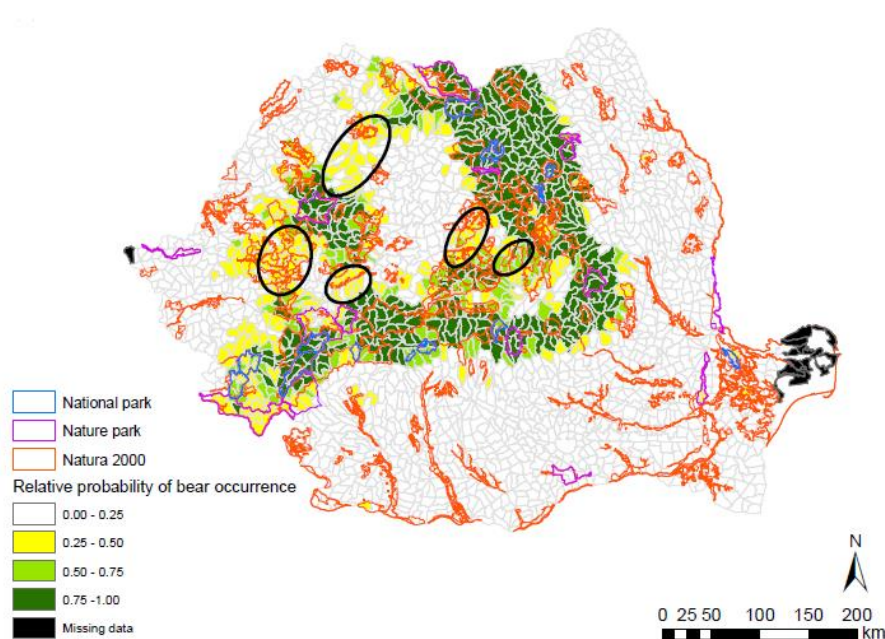 National park
Nature park
Natura 2000
Relative probability of bear occurrence
0.00 - 0.25
0.25 - 0.50
0.50 - 0.75
0.75 -1.00
Missing data
N
0 25 50 100 150 200
km